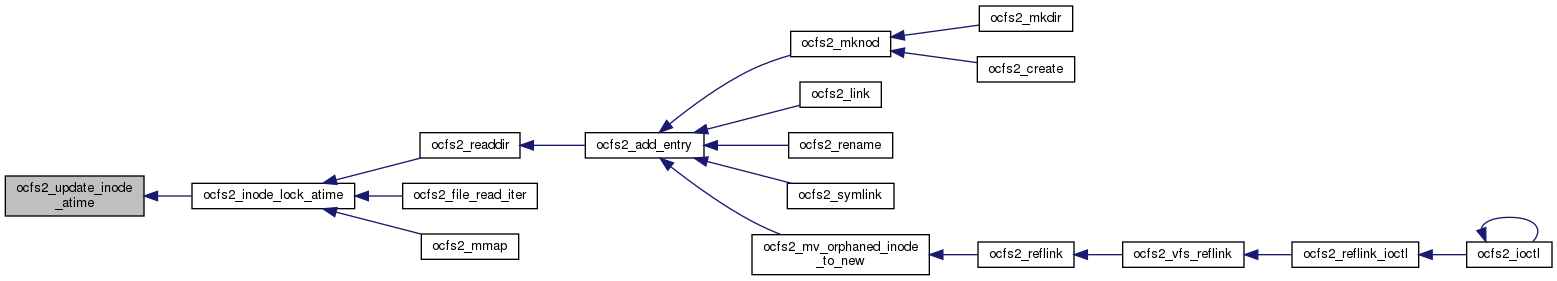 ocfs2_mkdir
ocfs2_mknod
ocfs2_create
ocfs2_link
ocfs2_readdir
ocfs2_add_entry
ocfs2_rename
ocfs2_update_inode
_atime
ocfs2_inode_lock_atime
ocfs2_file_read_iter
ocfs2_symlink
ocfs2_mmap
ocfs2_mv_orphaned_inode
_to_new
ocfs2_reflink
ocfs2_vfs_reflink
ocfs2_reflink_ioctl
ocfs2_ioctl